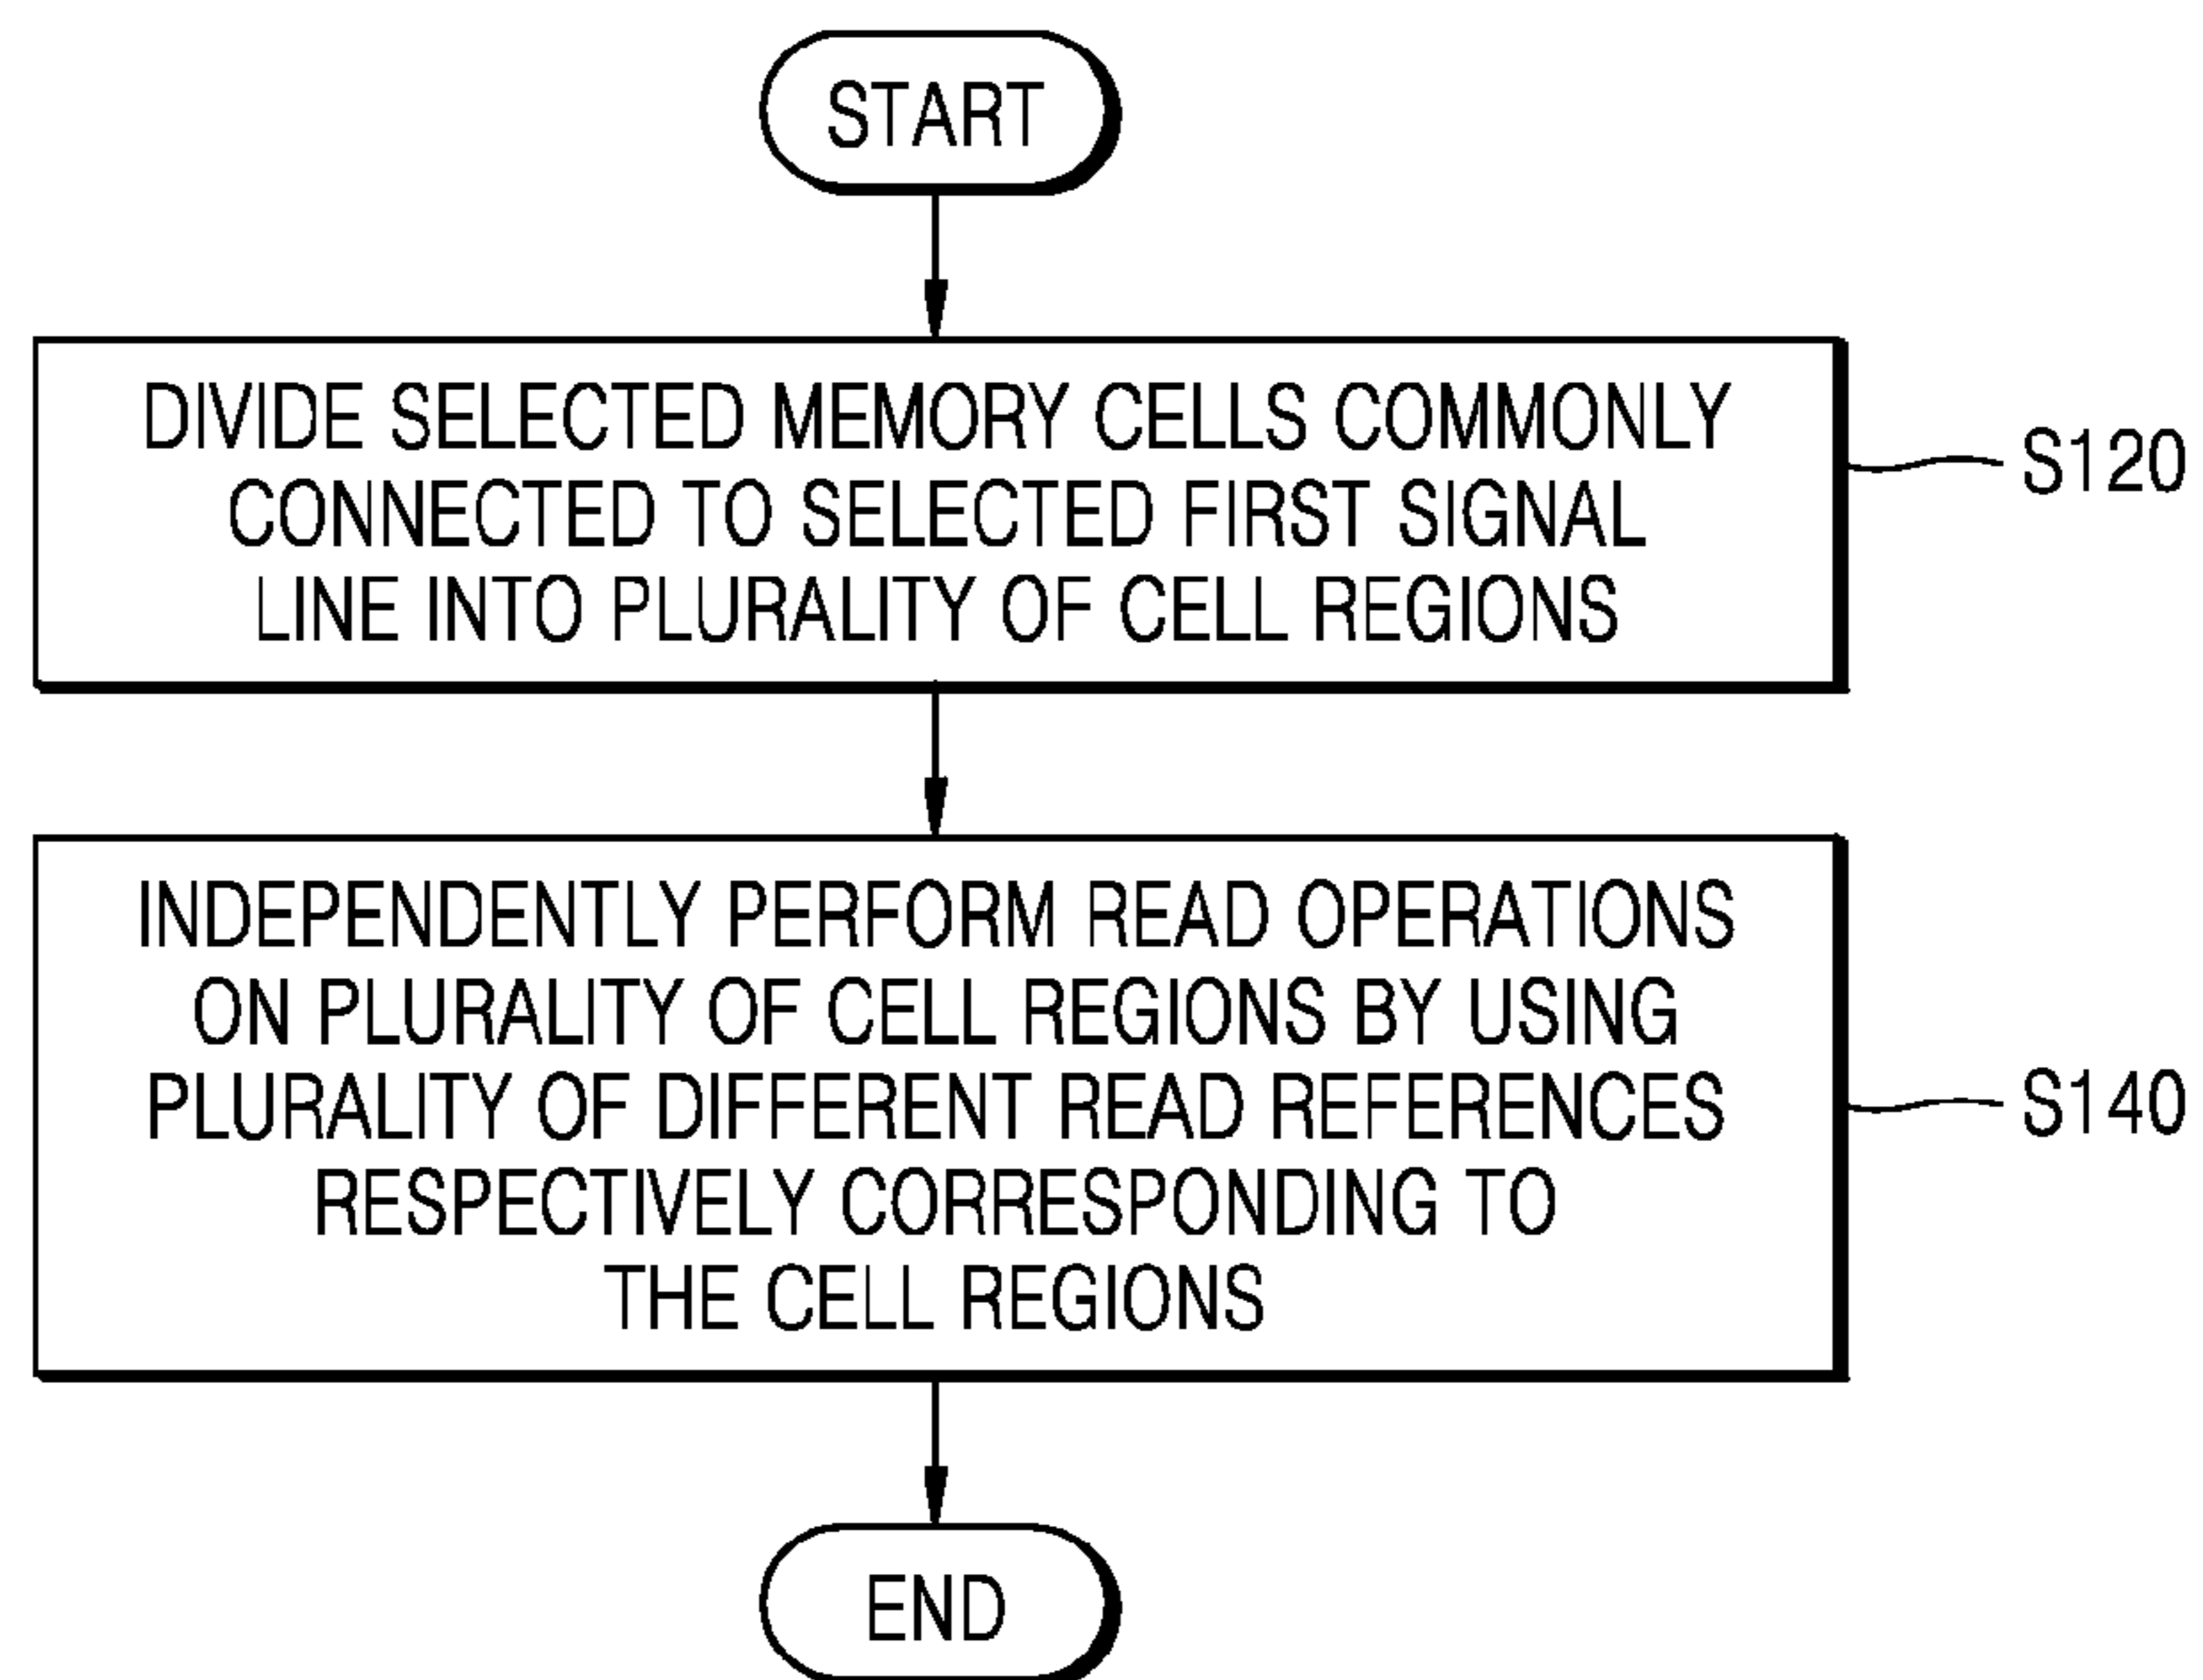 START
DIVIDE SELECTED MEMORY CELLS COMMONLY
CONNECTED TO SELECTED FIRST SIGNAL
LINE INTO PLURALITY OF CELL REGIONS
S120
INDEPENDENTLY PERFORM READ OPERATIONS
ON PLURALITY OF CELL REGIONS BY USING
PLURALITY OF DIFFERENT READ REFERENCES
RESPECTIVELY CORRESPONDING TO
THE CELL REGIONS
S140
END